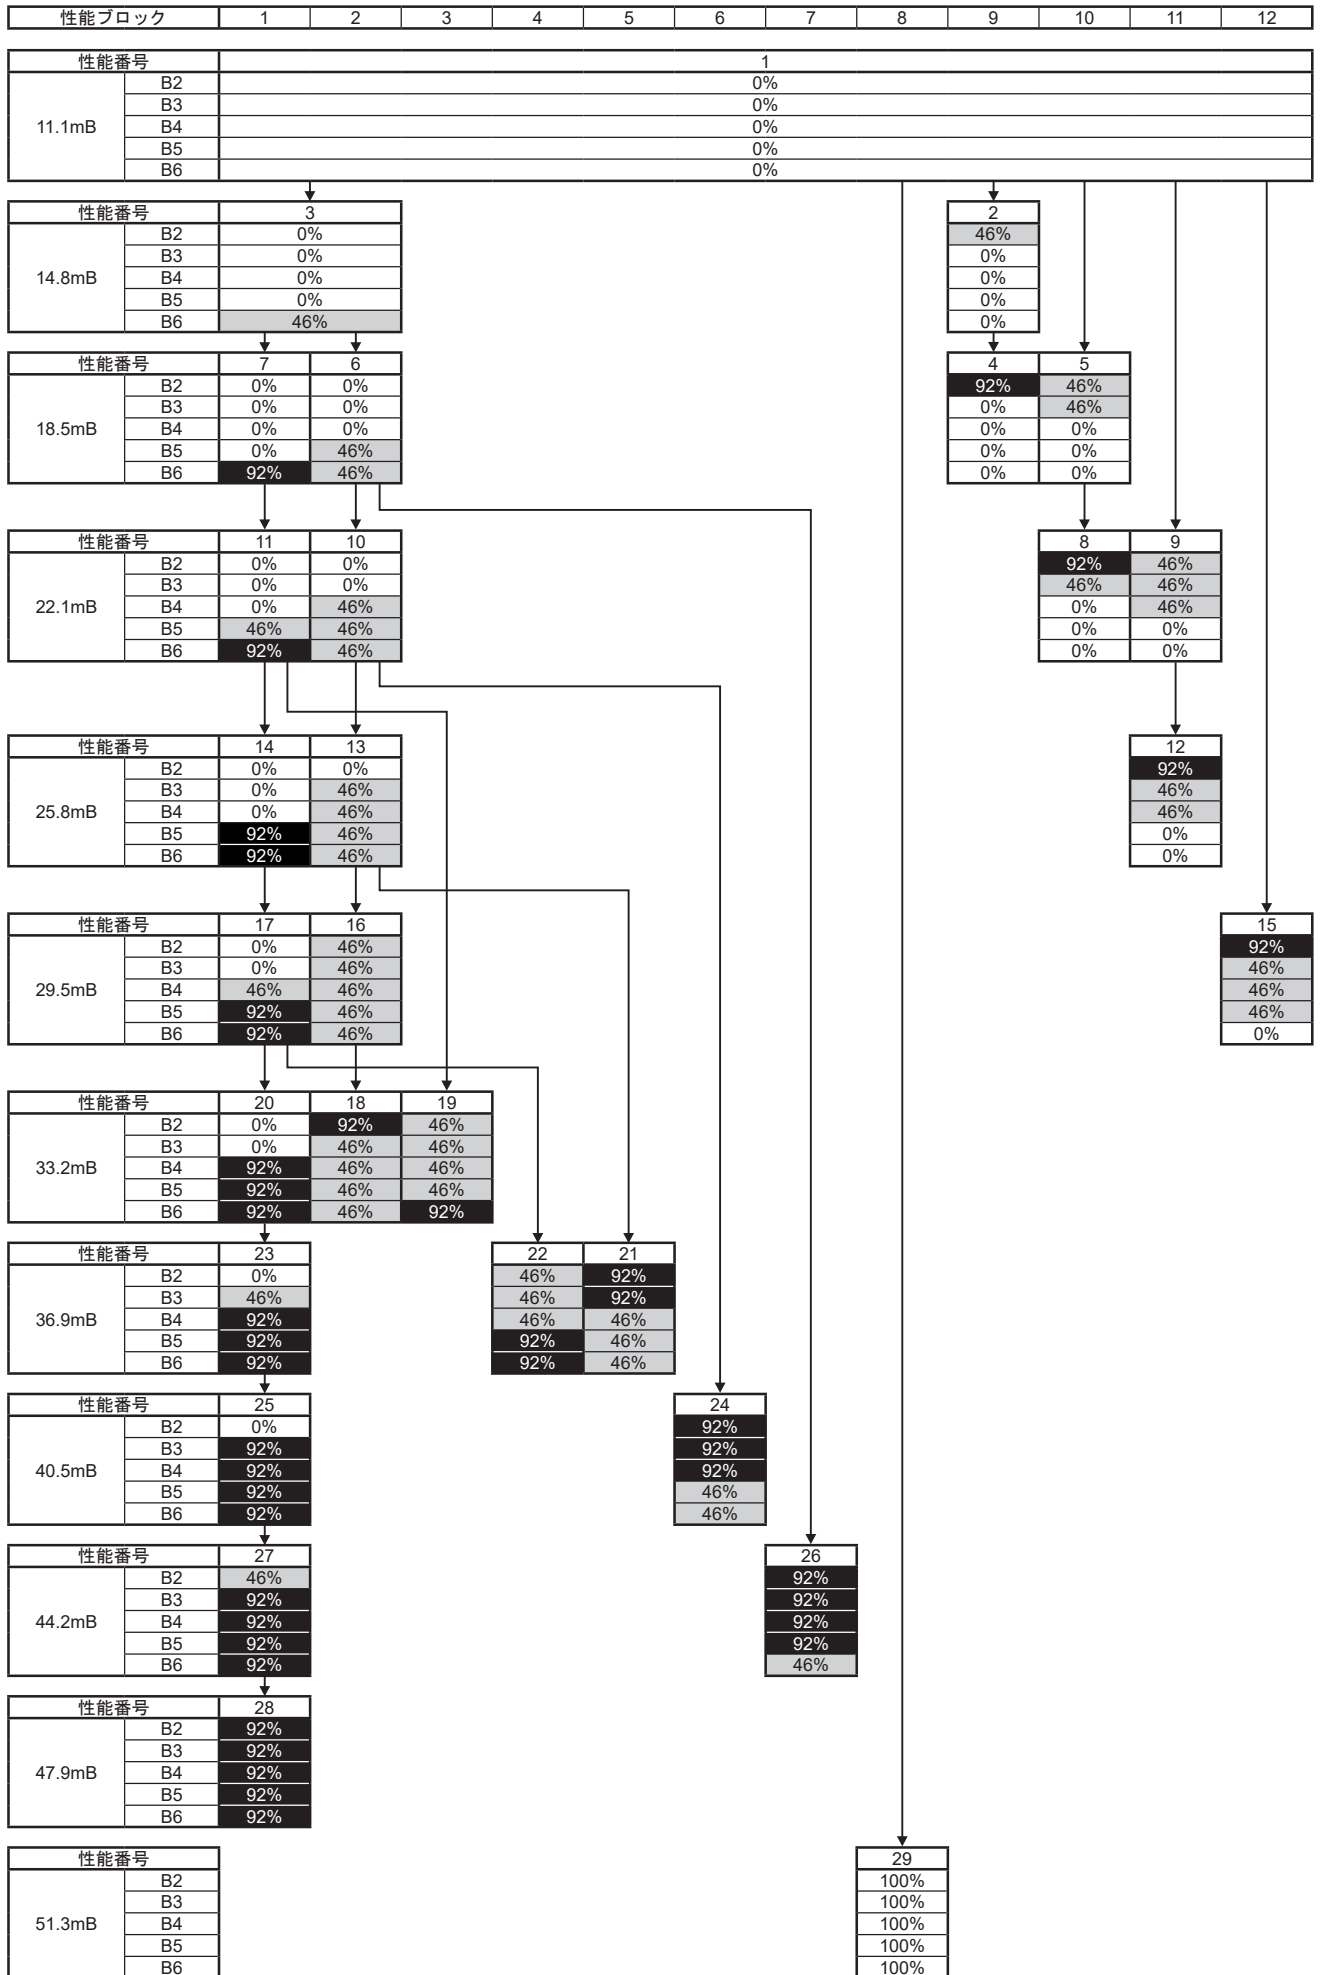 性能ブロック 1 2 3 4 5 6 7 8 9 10 11 12
性能番号 1
B2 0%
B3 0%
11.1mB B4 0%
B5 0%
B6 0%
性能番号 3 2
B2 0% 46%
B3 0% 0%
14.8mB B4 0% 0%
B5 0% 0%
B6 46% 0%
性能番号 7 6 4 5
B2 0% 0% 92% 46%
B3 0% 0% 0% 46%
18.5mB B4 0% 0% 0% 0%
B5 0% 46% 0% 0%
B6 92% 46% 0% 0%
性能番号 11 10 8 9
B2 0% 0% 92% 46%
B3 0% 0% 46% 46%
22.1mB B4 0% 46% 0% 46%
B5 46% 46% 0% 0%
B6 92% 46% 0% 0%
性能番号 14 13 12
B2 0% 0% 92%
B3 0% 46% 46%
25.8mB B4 0% 46% 46%
B5 92% 46% 0%
B6 92% 46% 0%
性能番号 17 16 15
B2 0% 46% 92%
B3 0% 46% 46%
29.5mB B4 46% 46% 46%
B5 92% 46% 46%
B6 92% 46% 0%
性能番号 20 18 19
B2 0% 92% 46%
B3 0% 46% 46%
33.2mB B4 92% 46% 46%
B5 92% 46% 46%
B6 92% 46% 92%
性能番号 23 22 21
B2 0% 46% 92%
B3 46% 46% 92%
36.9mB B4 92% 46% 46%
B5 92% 92% 46%
B6 92% 92% 46%
性能番号 25 24
B2 0% 92%
B3 92% 92%
40.5mB B4 92% 92%
B5 92% 46%
B6 92% 46%
性能番号 27 26
B2 46% 92%
B3 92% 92%
44.2mB B4 92% 92%
B5 92% 92%
B6 92% 46%
性能番号 28
B2 92%
B3 92%
47.9mB B4 92%
B5 92%
B6 92%
性能番号 29
B2 100%
B3 100%
51.3mB B4 100%
B5 100%
B6 100%